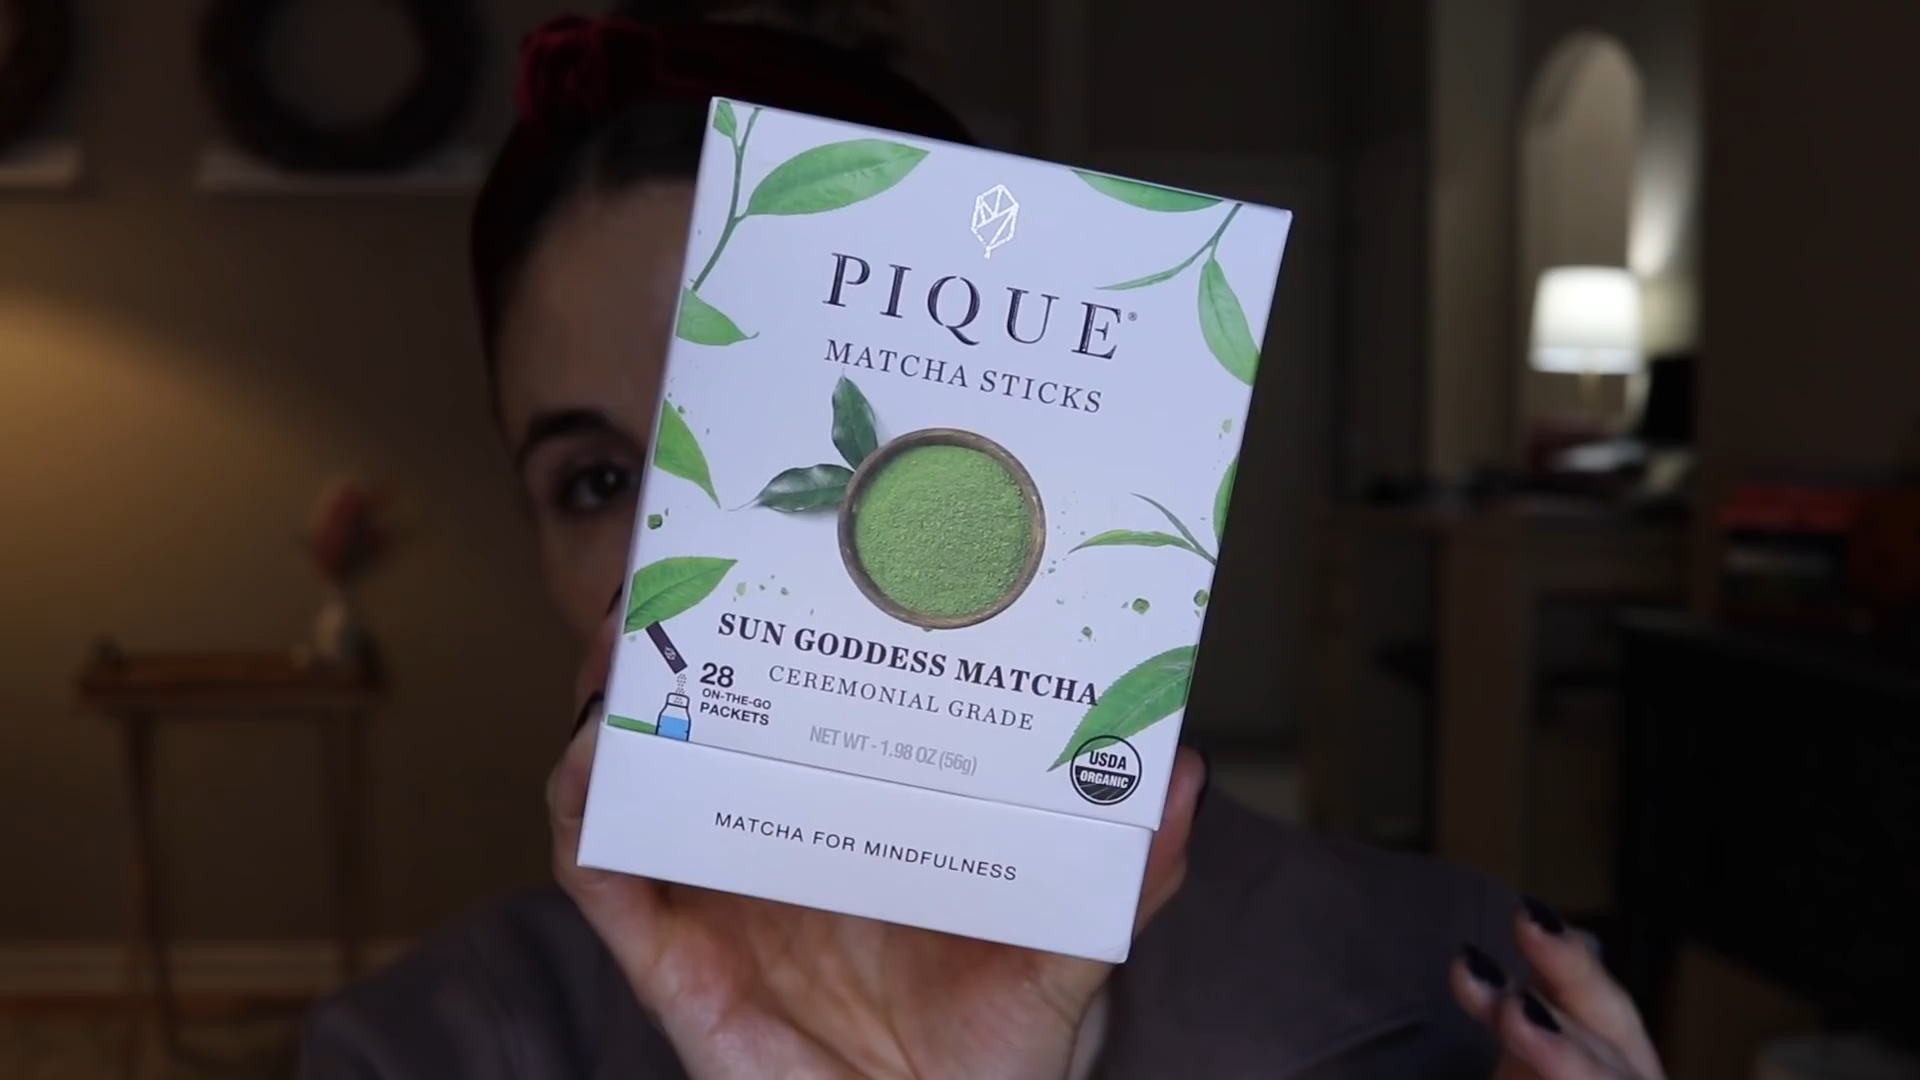 PIQUE®
MATCHA STICKS
SUN GODDESS MATCHA
CEREMONIAL GRADE
28
ON-THE-GO
PACKETS
NET WT - 1.98 OZ (56g)
USDA
ORGANIC
MATCHA FOR MINDFULNESS